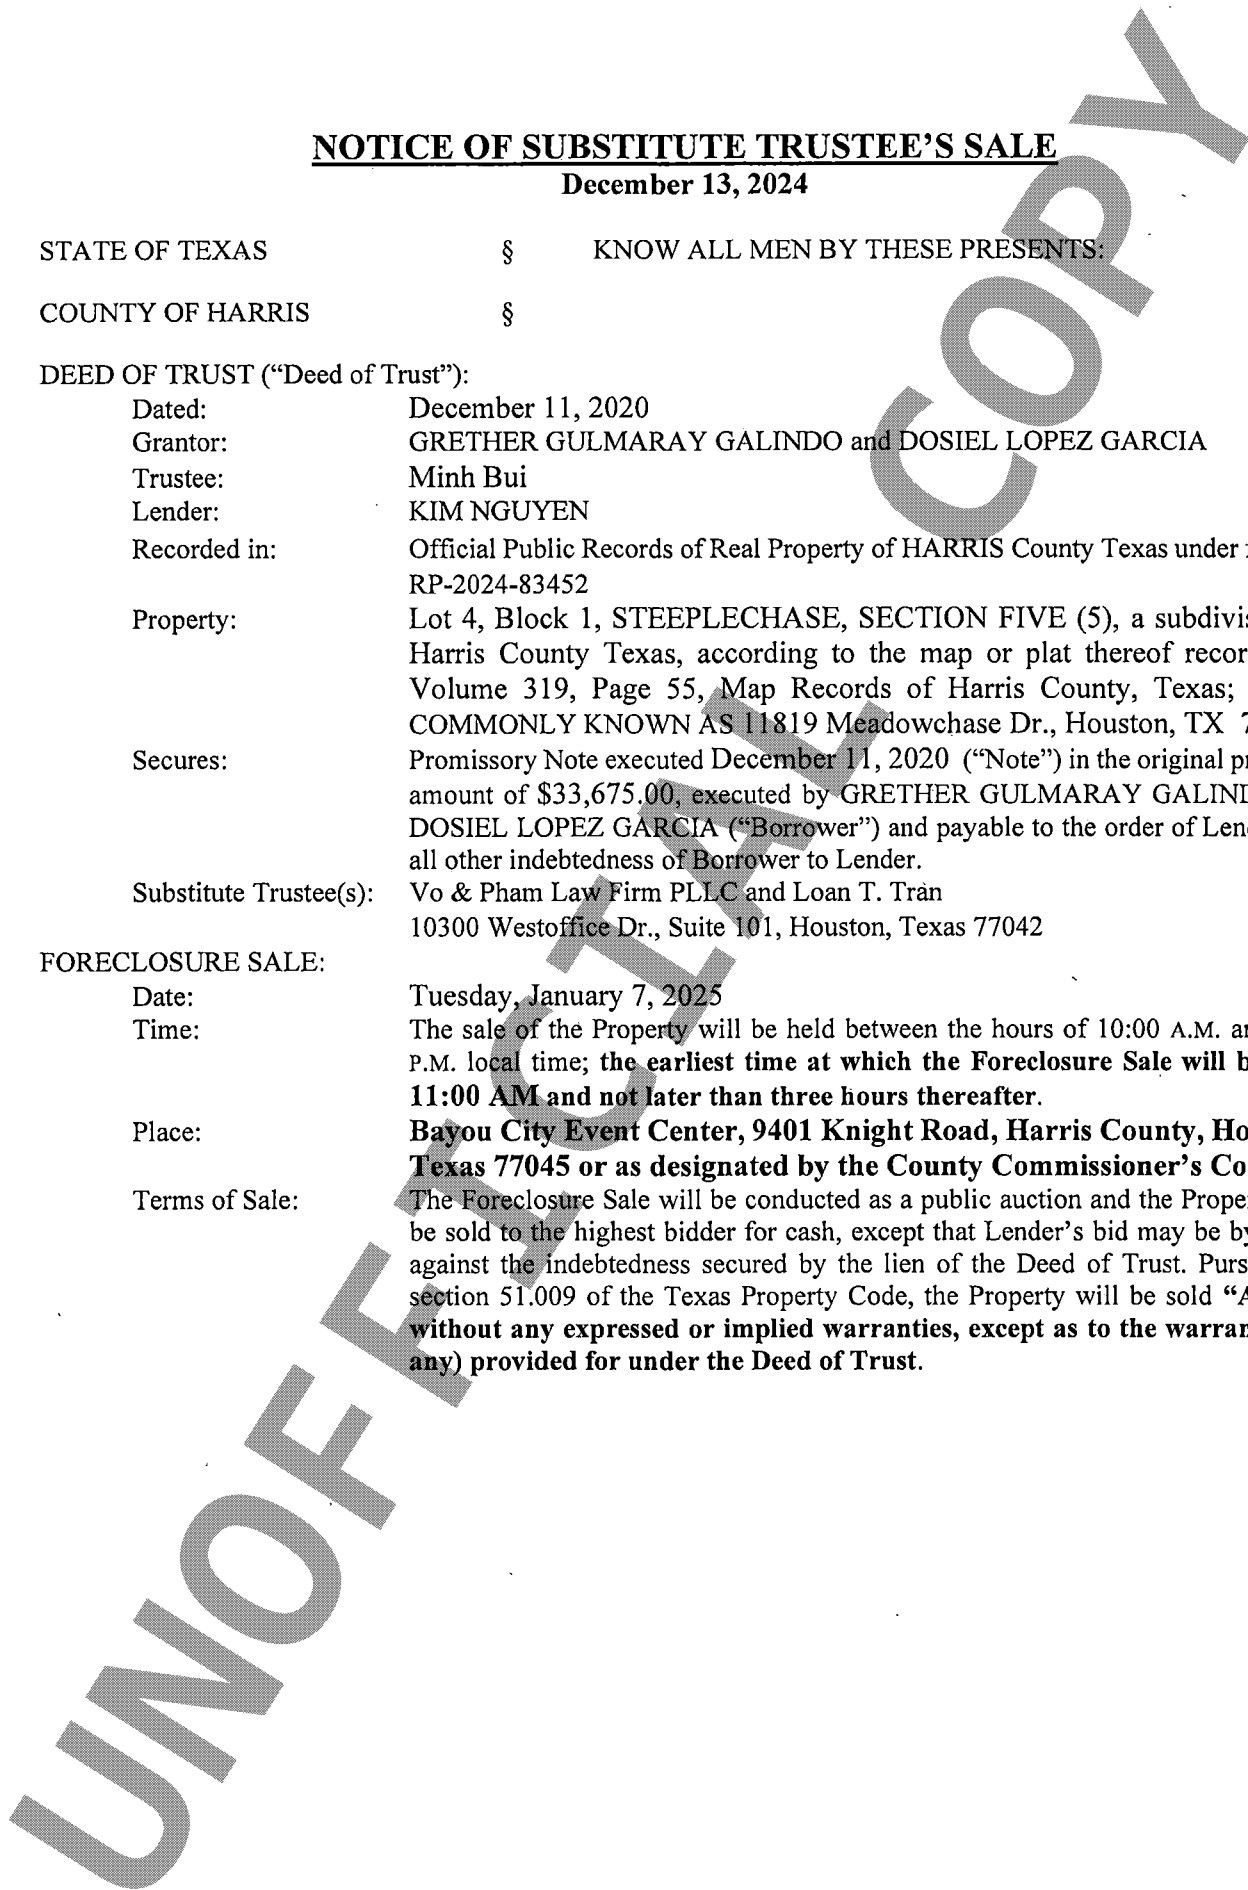 NOTICE OF SUBSTITUTE TRUSTEE'S SALE
December 13, 2024
STATE OF TEXAS § KNOW ALL MEN BY THESE PRESENTS:
COUNTY OF HARRIS §
DEED OF TRUST (“Deed of Trust”):
Dated: December 11, 2020
Grantor: GRETHER GULMARAY GALINDO and DOSIEL LOPEZ GARCIA
Trustee: Minh Bui
Lender: KIM NGUYEN
Recorded in: Official Public Records of Real Property of HARRIS County Texas under
RP-2024-83452
Property: Lot 4, Block 1, STEEPLECHASE, SECTION FIVE (5), a subdivis
Harris County Texas, according to the map or plat thereof recor
Volume 319, Page 55, Map Records of Harris County, Texas;
COMMONLY KNOWN AS 11819 Meadowchase Dr., Houston, TX 7
Secures: Promissory Note executed December 11, 2020 (“Note”) in the original pr
amount of $33,675.00, executed by GRETHER GULMARAY GALIND
DOSIEL LOPEZ GARCIA (“Borrower”) and payable to the order of Len
all other indebtedness of Borrower to Lender.
Substitute Trustee(s): Vo & Pham Law Firm PLLC and Loan T. Tran
10300 Westoffice Dr., Suite 101, Houston, Texas 77042
FORECLOSURE SALE:
Date: Tuesday, January 7, 2025
Time: The sale of the Property will be held between the hours of 10:00 A.M. a
P.M. local time; the earliest time at which the Foreclosure Sale will b
11:00 AM and not later than three hours thereafter.
Place: Bayou City Event Center, 9401 Knight Road, Harris County, Ho
Texas 77045 or as designated by the County Commissioner’s Co
Terms of Sale: The Foreclosure Sale will be conducted as a public auction and the Proper
be sold to the highest bidder for cash, except that Lender’s bid may be by
against the indebtedness secured by the lien of the Deed of Trust. Purs
section 51.009 of the Texas Property Code, the Property will be sold “A
without any expressed or implied warranties, except as to the warran
any) provided for under the Deed of Trust.
UNOFFICIAL COPY